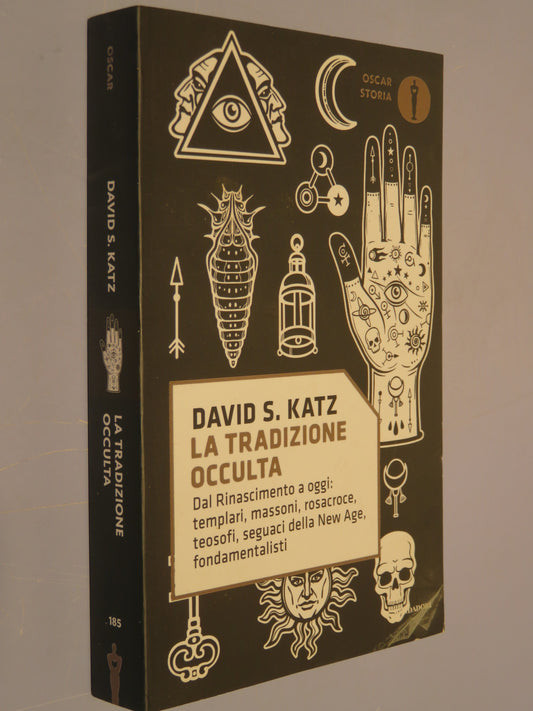 OSCAR
DAVID S. KATZ
LA TRADIZIONE
OCCULTA
185
OSCAR
STORIA
DAVID S. KATZ
LA TRADIZIONE
OCCULTA
Dal Rinascimento a oggi:
templari, massoni, rosacroce,
teosofi, seguaci della New Age,
fondamentalisti